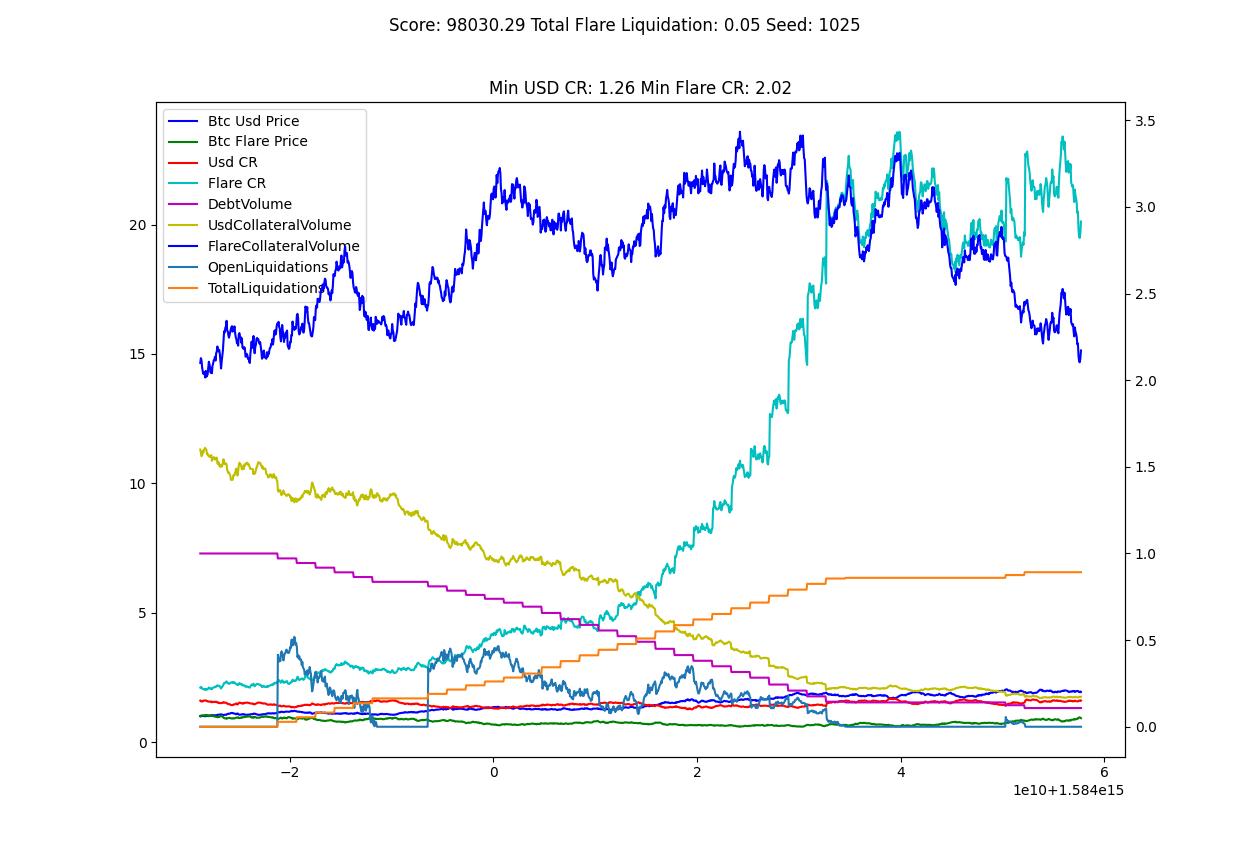 Score: 98030.29 Total Flare Liquidation: 0.05 Seed: 1025
Min USD CR: 1.26 Min Flare CR: 2.02
Btc Usd Price
Btc Flare Price
Usd CR
Flare CR
DebtVolume
UsdCollateralVolume
FlareCollateralVolume
OpenLiquidations
TotalLiquidations
20
15
10
5
0
3.5
3.0
2.5
2.0
1.5
1.0
0.5
0.0
−2
0
2
4
6
1e10+1.584e15